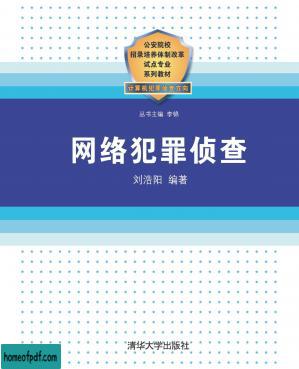 公安院校
招录培养体制改革
试点专业
系列教材
计算机犯罪侦查方向
丛书主编 李锦
网络犯罪侦查
刘浩阳 编著
清华大学出版社
homeofpdf.com